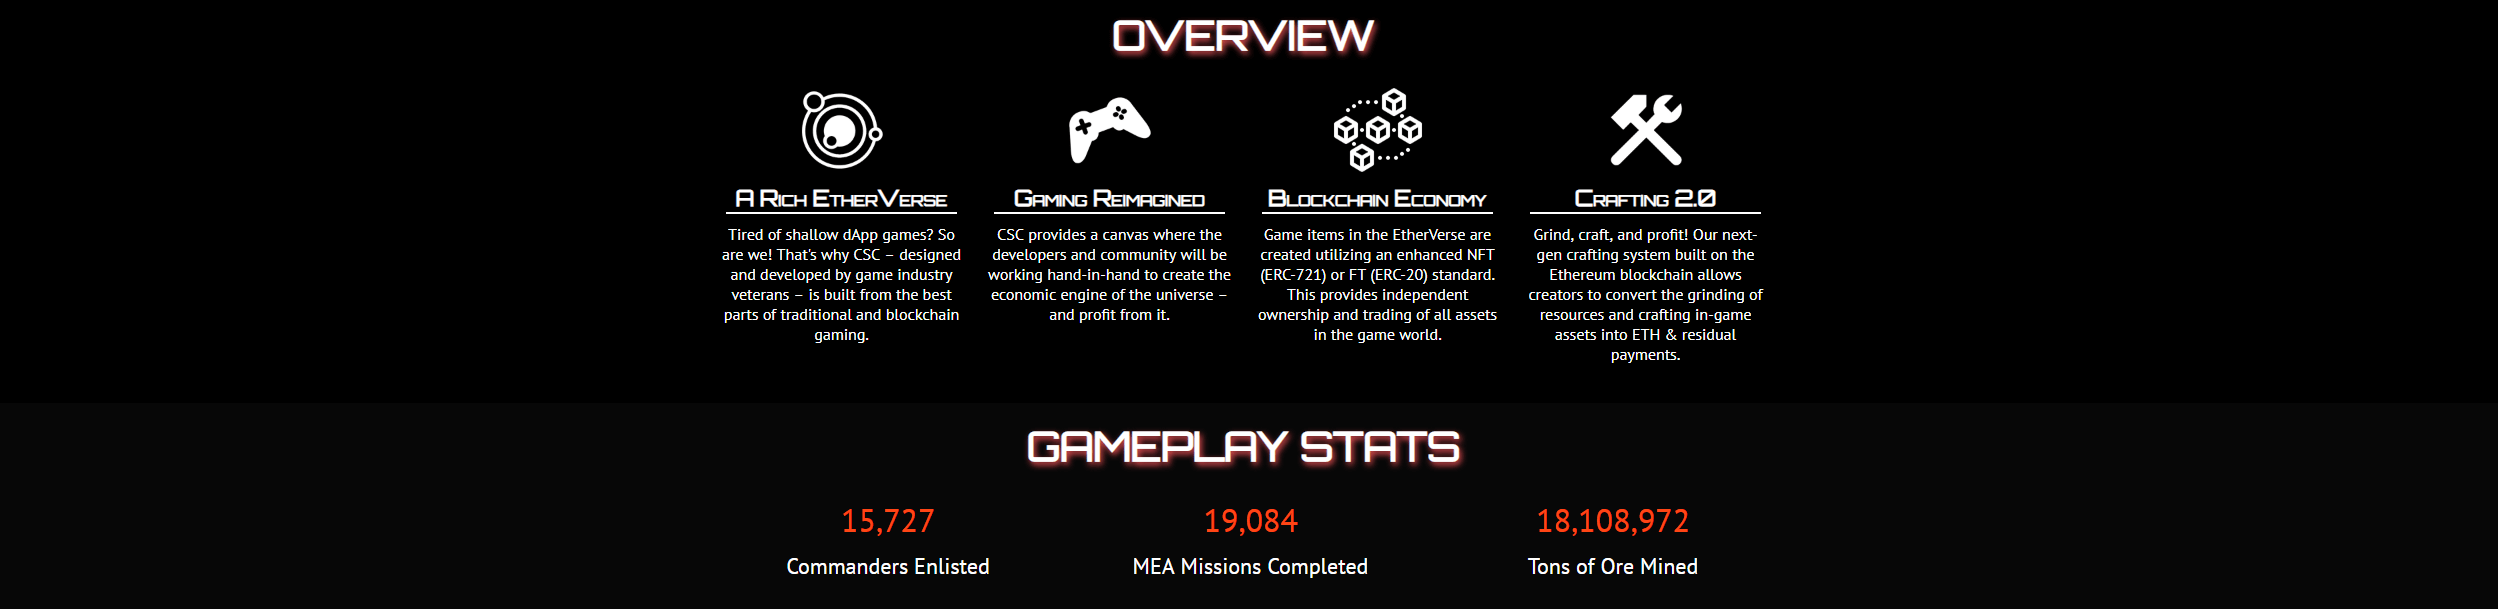 OVERVIEW
A Rich EtherVerse
Tired of shallow dApp games? So
are we! That's why CSC – designed
and developed by game industry
veterans – is built from the best
parts of traditional and blockchain
gaming.
Gaming Reimagined
CSC provides a canvas where the
developers and community will be
working hand-in-hand to create the
economic engine of the universe –
and profit from it.
Blockchain Economy
Game items in the EtherVerse are
created utilizing an enhanced NFT
(ERC-721) or FT (ERC-20) standard.
This provides independent
ownership and trading of all assets
in the game world.
Crafting 2.0
Grind, craft, and profit! Our next-
gen crafting system built on the
Ethereum blockchain allows
creators to convert the grinding of
resources and crafting in-game
assets into ETH & residual
payments.
GAMEPLAY STATS
15,727
Commanders Enlisted
19,084
MEA Missions Completed
18,108,972
Tons of Ore Mined